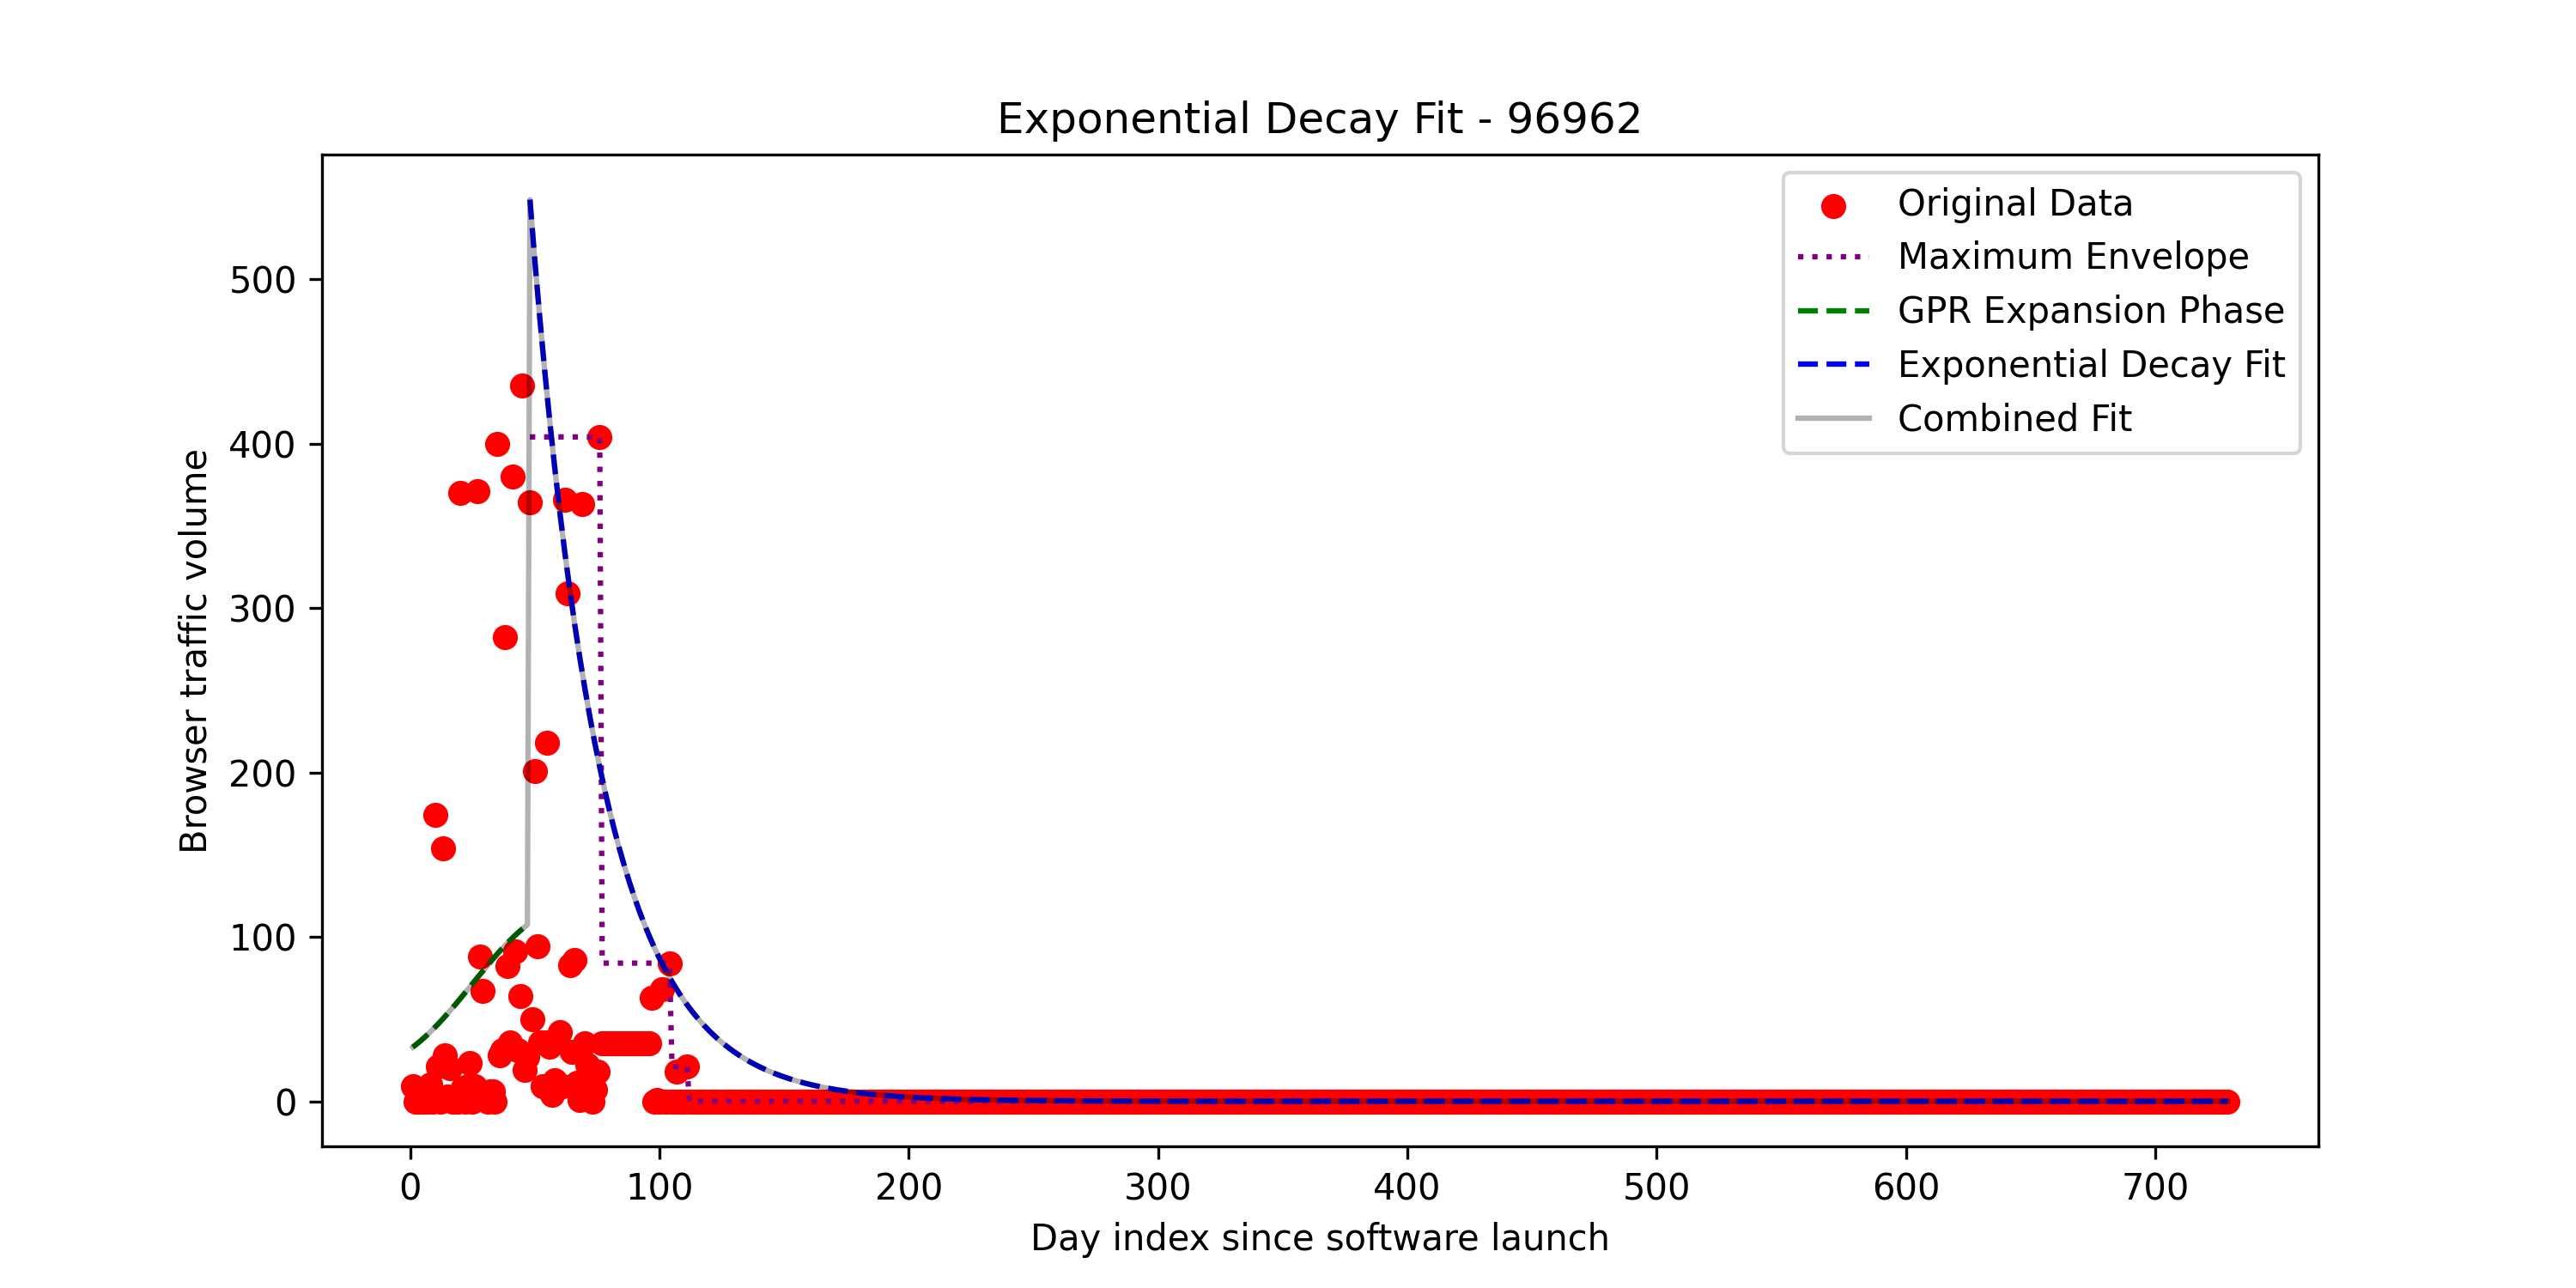 Exponential Decay Fit - 96962
Original Data
Maximum Envelope
GPR Expansion Phase
Exponential Decay Fit
Combined Fit
Browser traffic volume
500
400
300
200
100
0
0 100 200 300 400 500 600 700
Day index since software launch